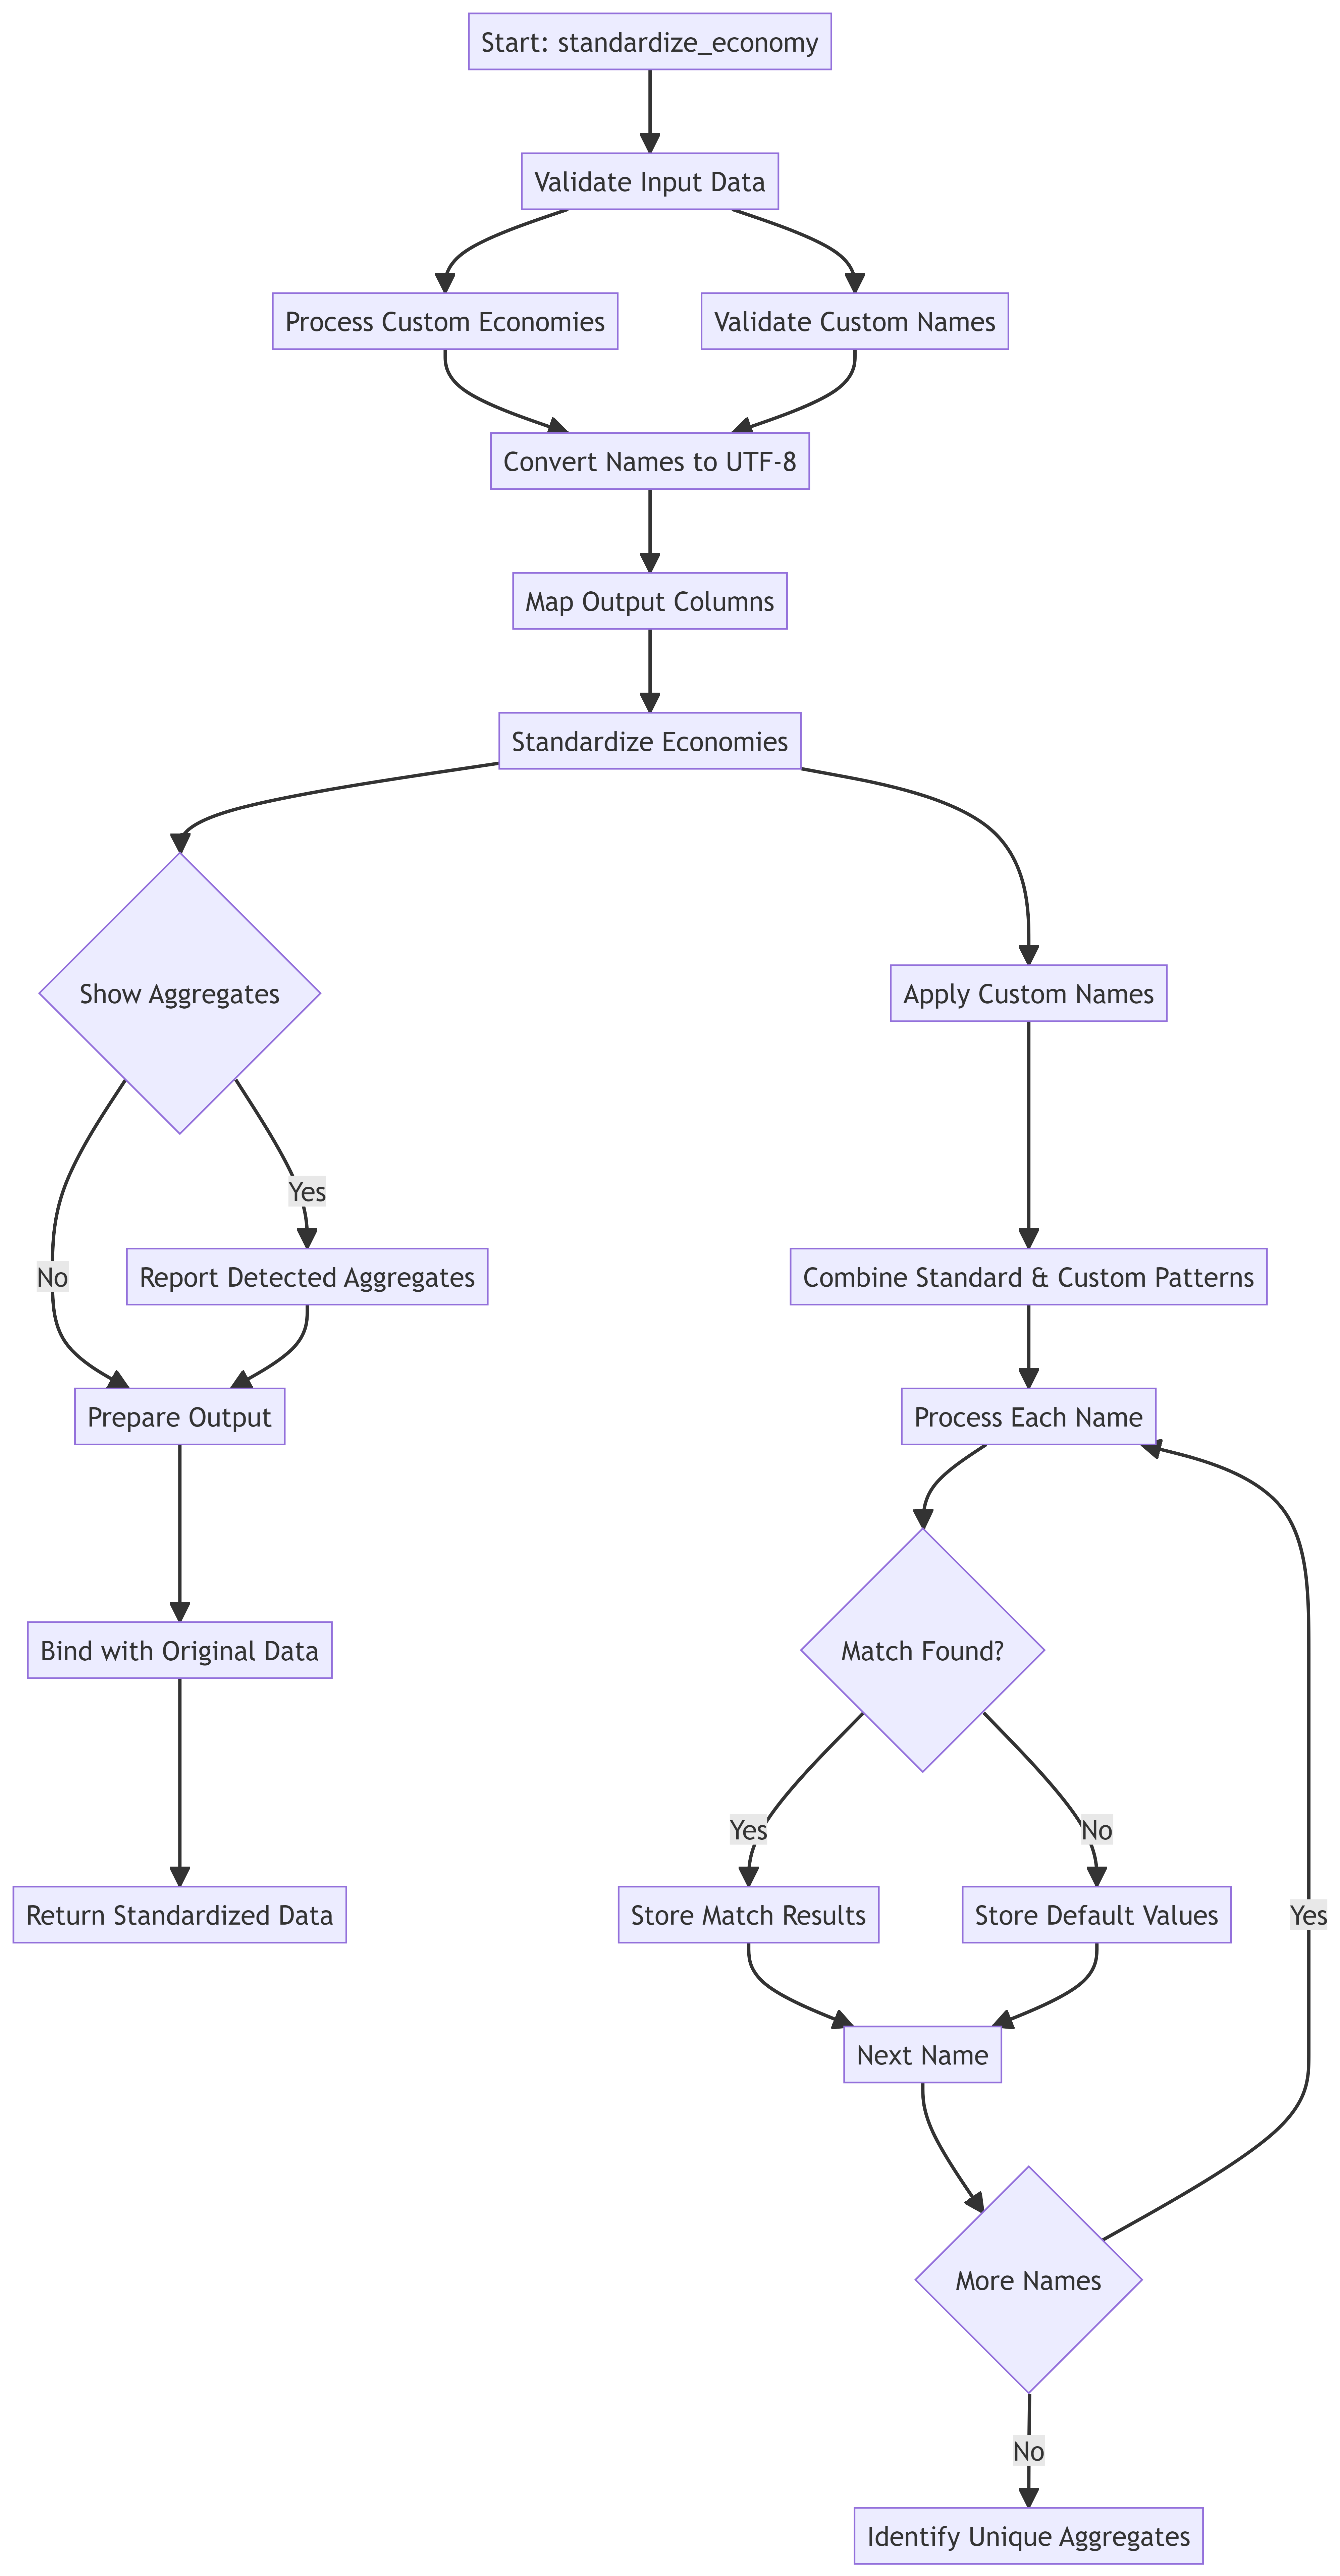 Start: standardize_economy
Validate Input Data
Process Custom Economies
Validate Custom Names
Convert Names to UTF-8
Map Output Columns
Standardize Economies
Show Aggregates
Apply Custom Names
Yes
No
Report Detected Aggregates
Combine Standard & Custom Patterns
Prepare Output
Process Each Name
Bind with Original Data
Match Found?
Yes
No
Return Standardized Data
Store Match Results
Store Default Values
Yes
Next Name
More Names
No
Identify Unique Aggregates